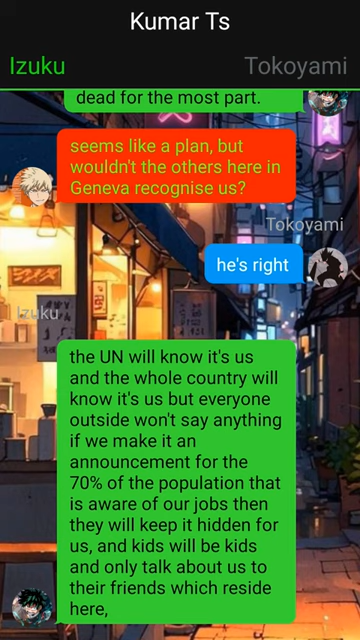 Kumar Ts
Izuku
Tokoyami
dead for the most part.
seems like a plan, but
wouldn't the others here in
Geneva recognise us?
Tokoyami
he's right
Izuku
the UN will know it's us
and the whole country will
know it's us but everyone
outside won't say anything
if we make it an
announcement for the
70% of the population that
is aware of our jobs then
they will keep it hidden for
us, and kids will be kids
and only talk about us to
their friends which reside
here,